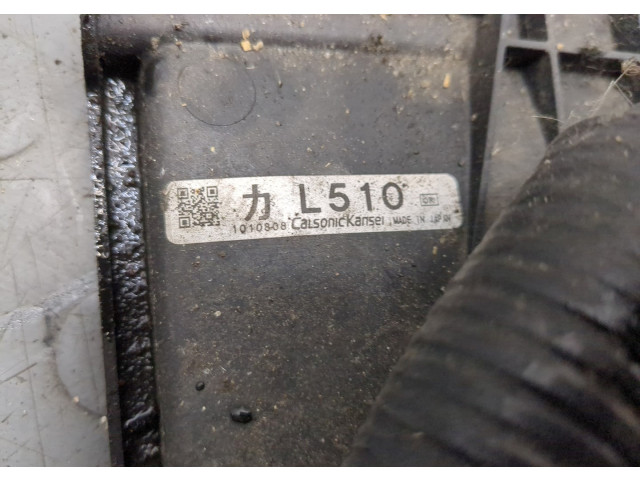 カ L510
1010808 CalsonicKansei MADE IN JAPAN